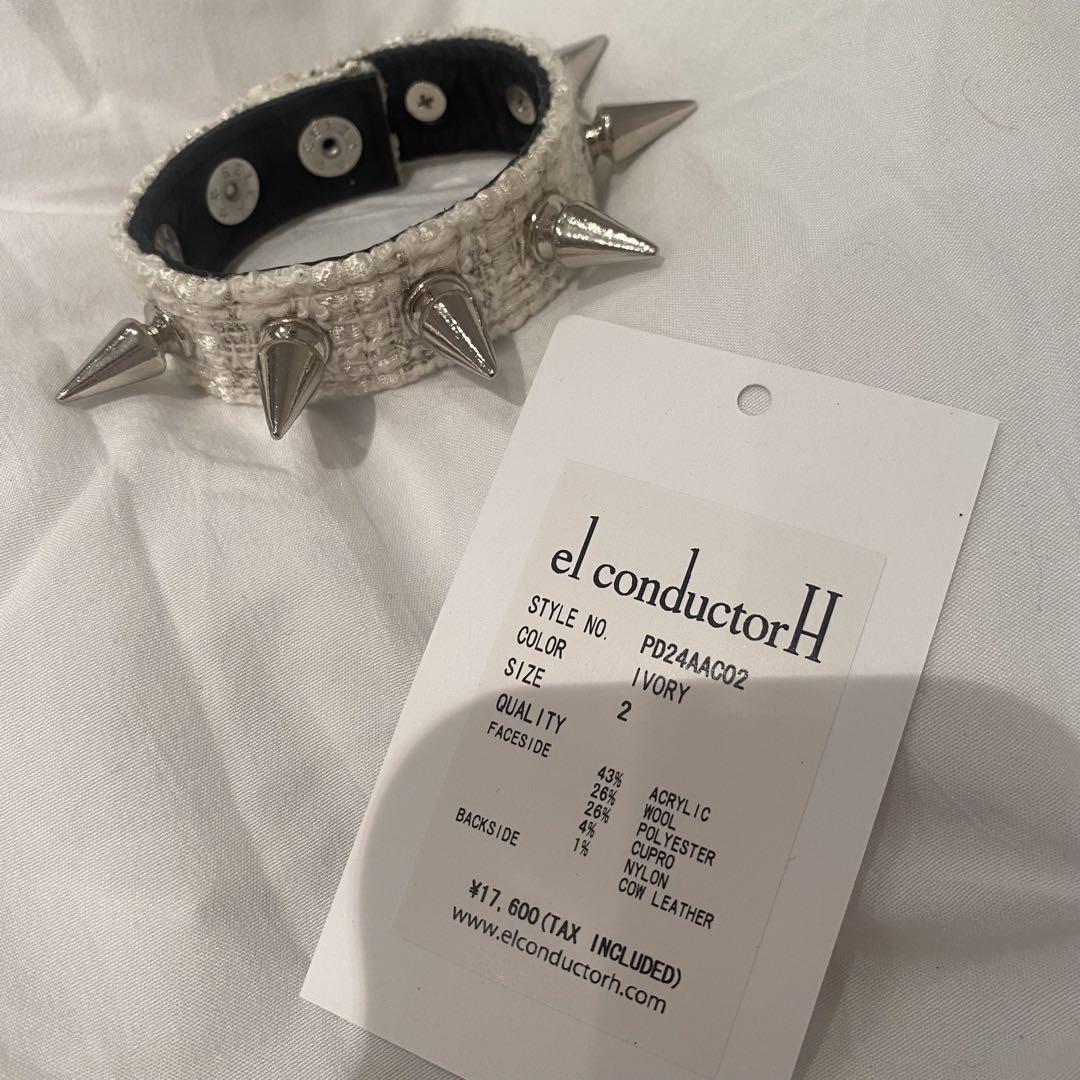 el conductorH
STYLE NO. PD24AAC02
COLOR IVORY
SIZE 2
QUALITY
FACESIDE
43% ACRYLIC
26% WOOL
26% POLYESTER
4% CUPRO
1% NYLON
BACKSIDE COW LEATHER
¥17,600(TAX INCLUDED)
www.elconductorh.com